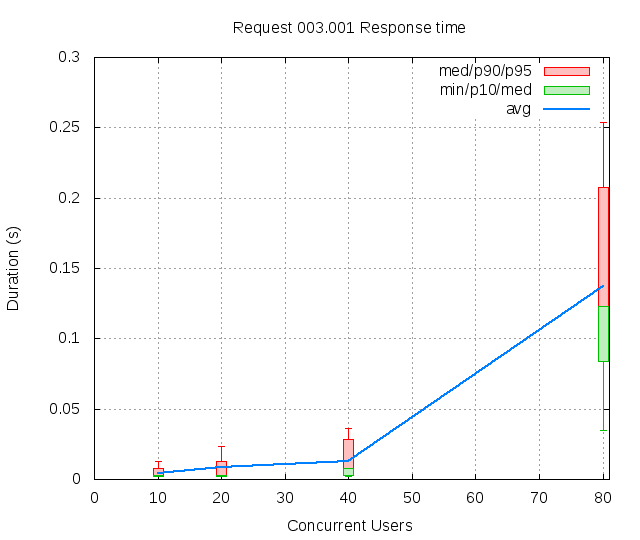 Request 003.001 Response time
0.3
0.25
0.2
0.15
0.1
0.05
0
0 10 20 30 40 50 60 70 80
Duration (s)
Concurrent Users
med/p90/p95
min/p10/med
avg